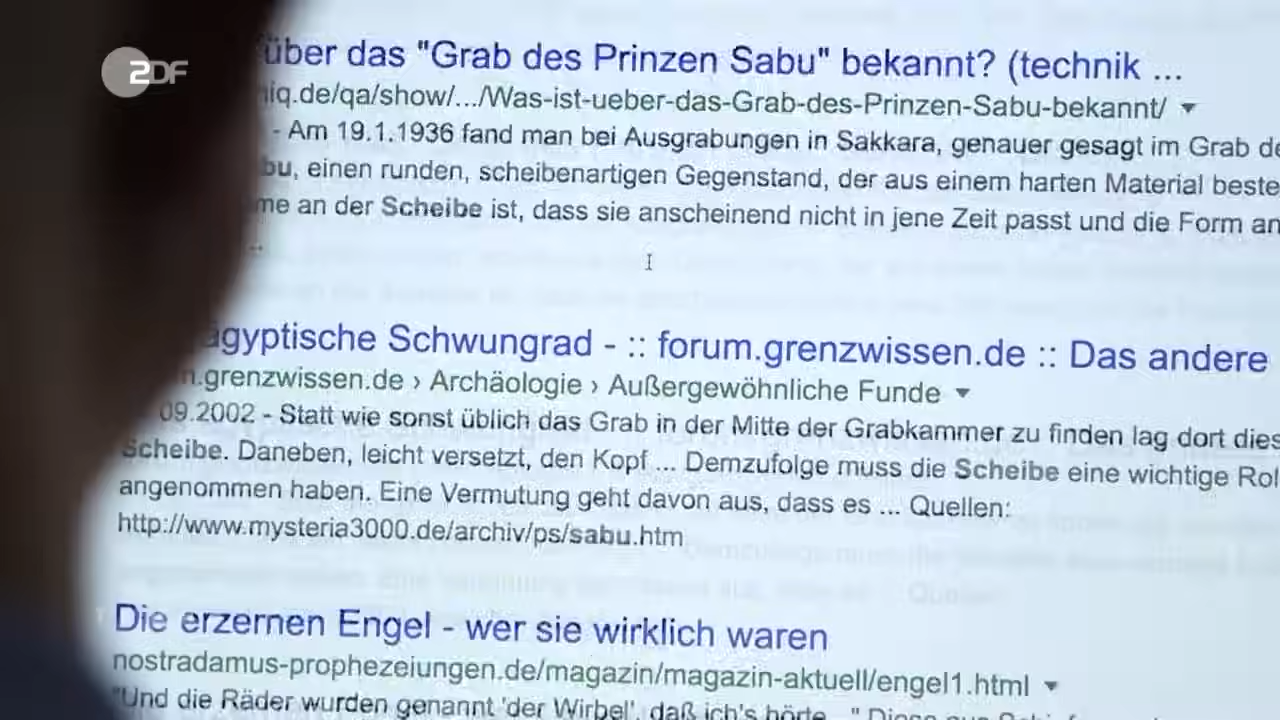 ZDF
über das "Grab des Prinzen Sabu" bekannt? (technik ...
iq.de/qa/show/.../Was-ist-ueber-das-Grab-des-Prinzen-Sabu-bekannt/
- Am 19.1.1936 fand man bei Ausgrabungen in Sakkara, genauer gesagt im Grab de
bu, einen runden, scheibenartigen Gegenstand, der aus einem harten Material beste
me an der Scheibe ist, dass sie anscheinend nicht in jene Zeit passt und die Form an
...
ägyptische Schwungrad - :: forum.grenzwissen.de :: Das andere
n.grenzwissen.de › Archäologie › Außergewöhnliche Funde
09.2002 - Statt wie sonst üblich das Grab in der Mitte der Grabkammer zu finden lag dort dies
Scheibe. Daneben, leicht versetzt, den Kopf ... Demzufolge muss die Scheibe eine wichtige Rol
angenommen haben. Eine Vermutung geht davon aus, dass es ... Quellen:
http://www.mysteria3000.de/archiv/ps/sabu.htm
Die erzernen Engel - wer sie wirklich waren
nostradamus-prophezeiungen.de/magazin/magazin-aktuell/engel1.html
"Und die Räder wurden genannt 'der Wirbel', daß ich's hörte ..." Diese